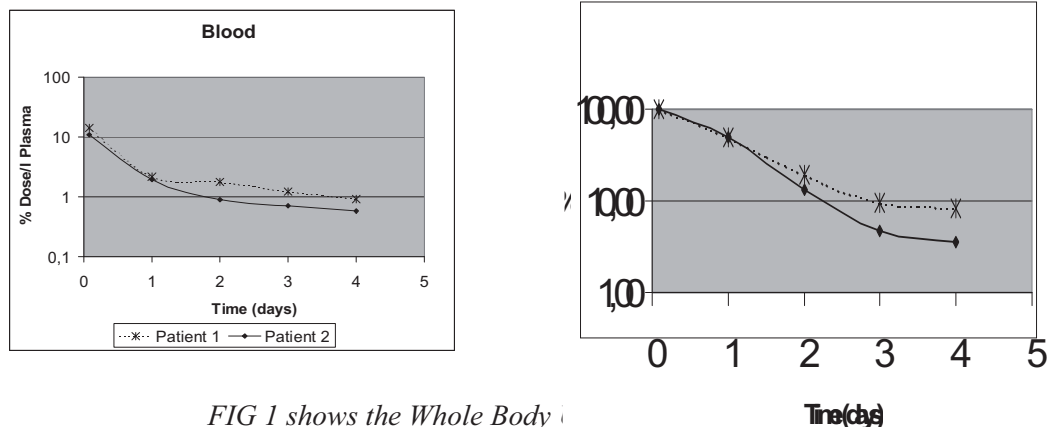 Blood
% Dose/l Plasma
100
10
1
0,1
0 1 2 3 4 5
Time (days)
Patient 1 Patient 2
100,00
10,00
1,00
%
0 1 2 3 4 5
Time(days)
FIG 1 shows the Whole Body